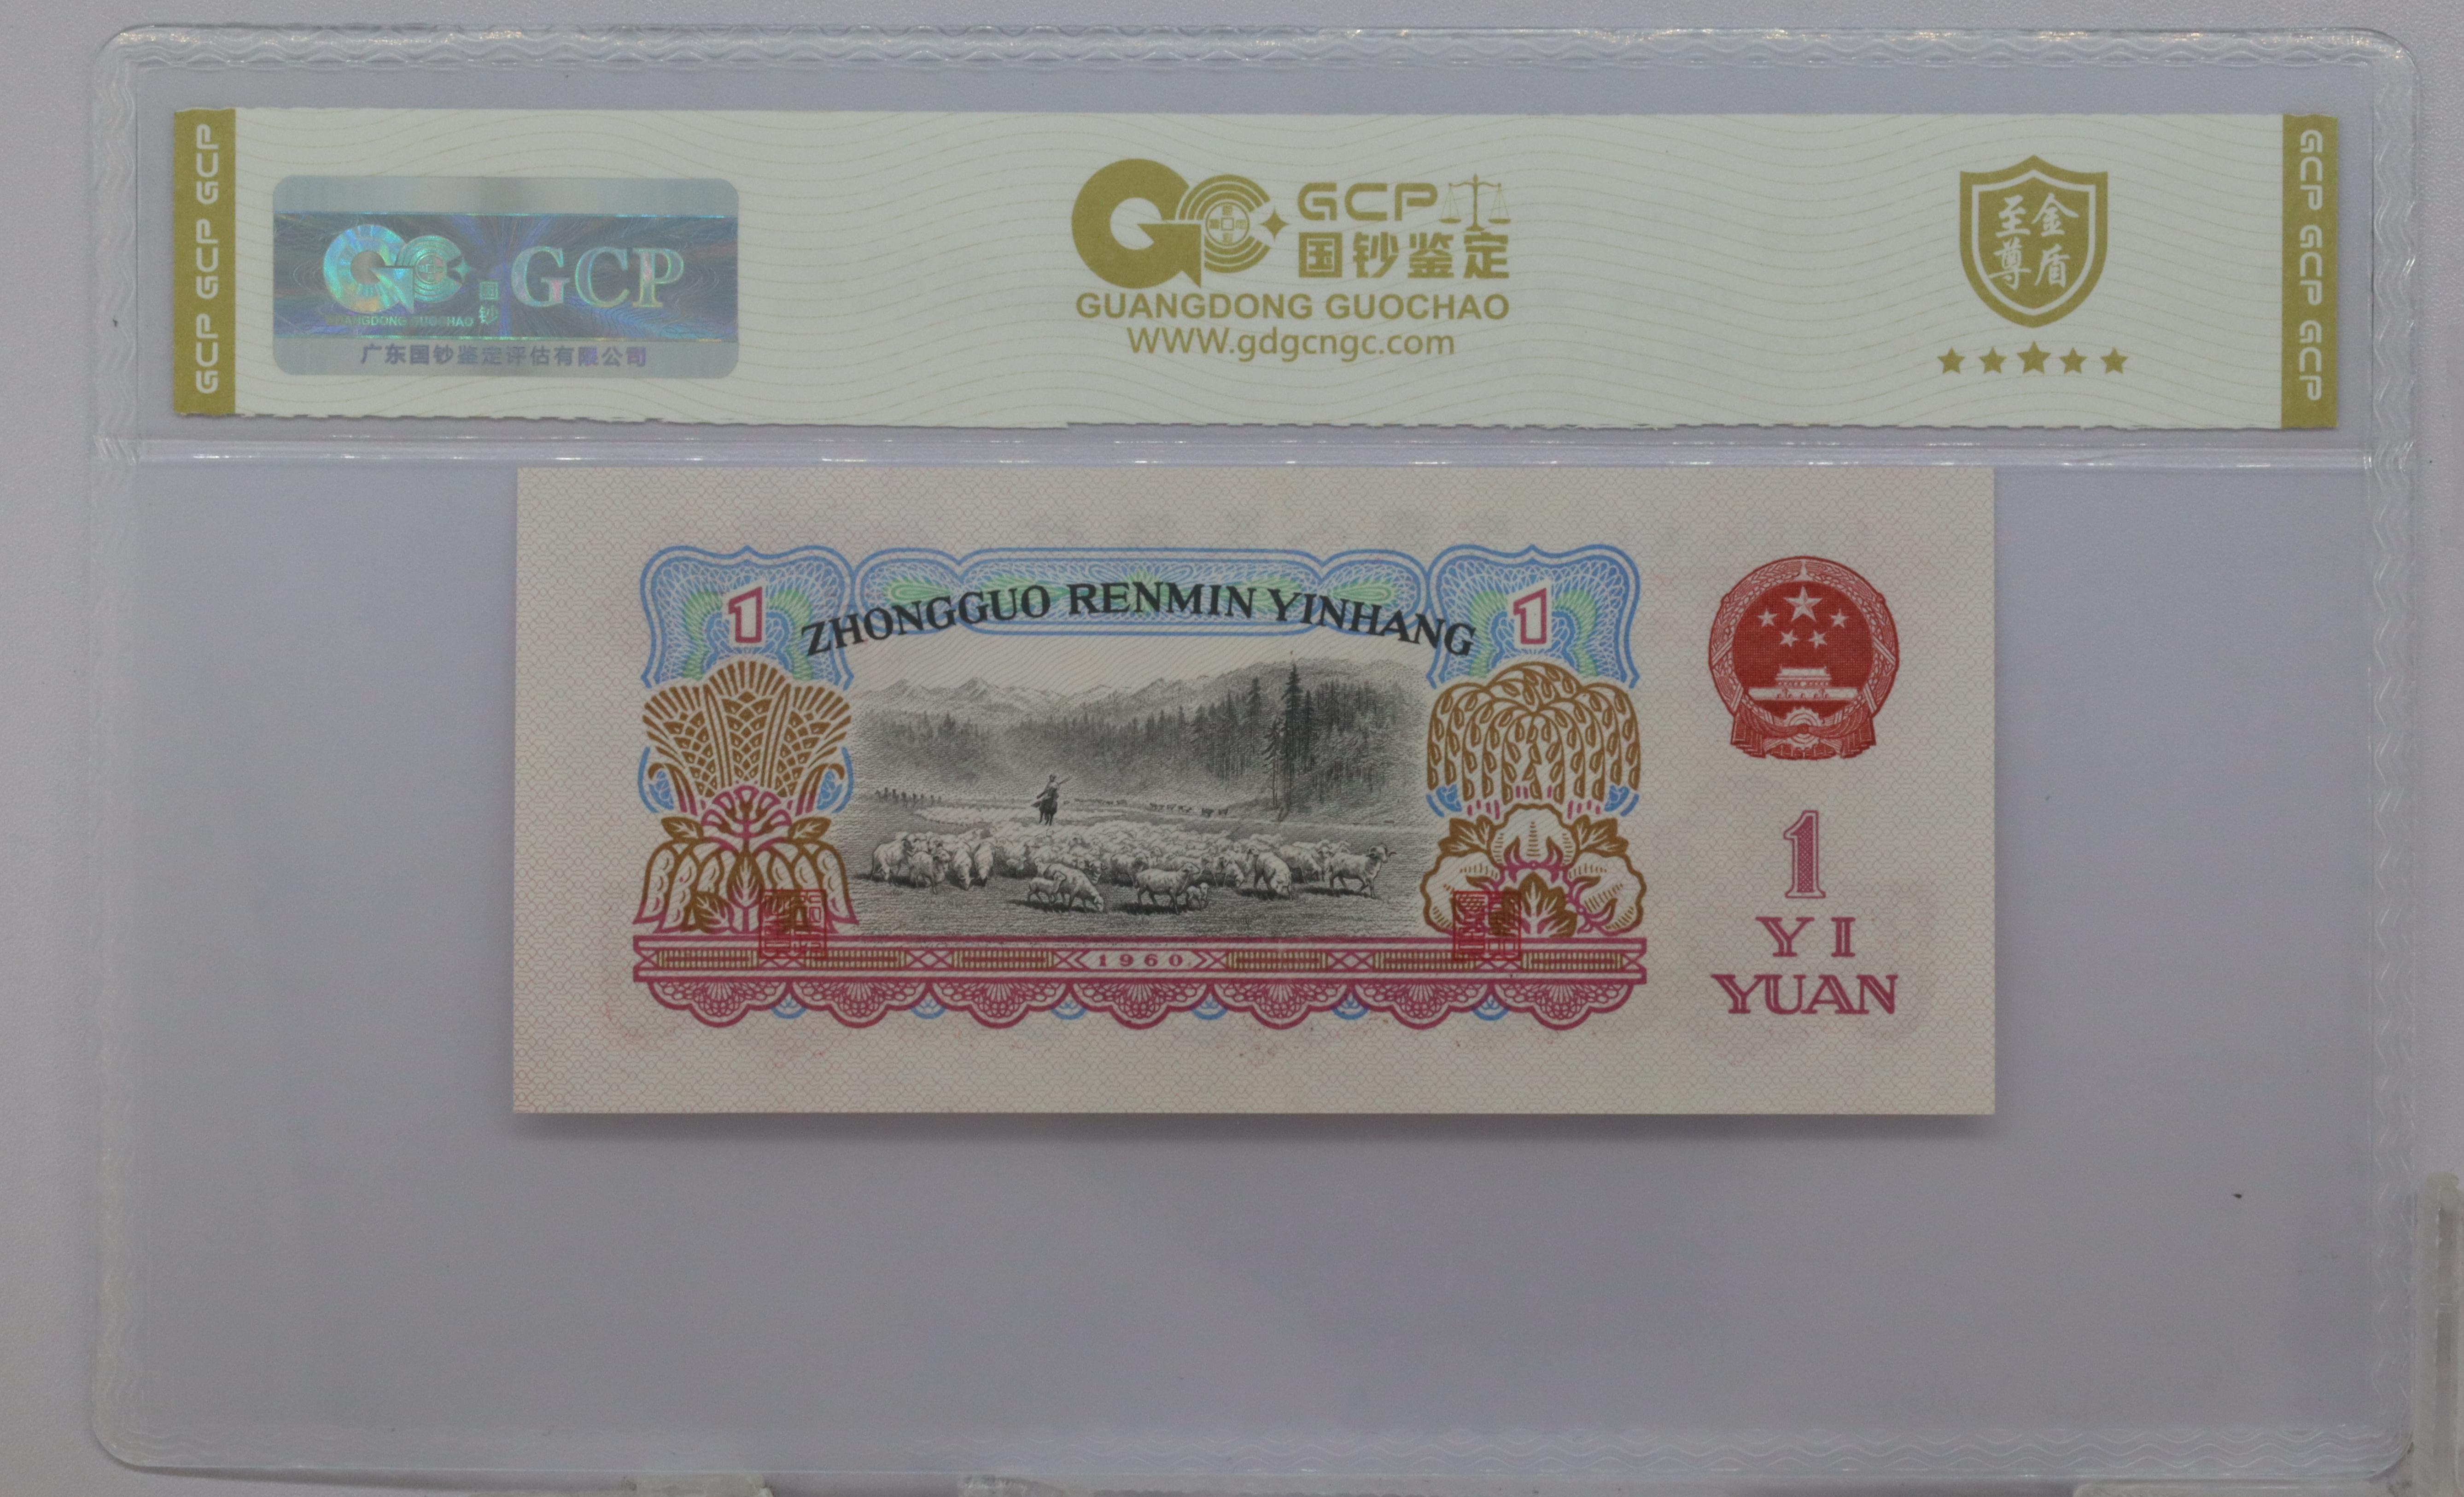 GCP GCP GCP
GCP
国钞
GUANGDONG GUOCHAO
广东国钞鉴定评估有限公司
GCP
国钞鉴定
GUANGDONG GUOCHAO
WWW.gdgcngc.com
至尊
金盾
GCP GCP GCP
1
ZHONGGUO RENMIN YINHANG
1
1960
1
YI
YUAN